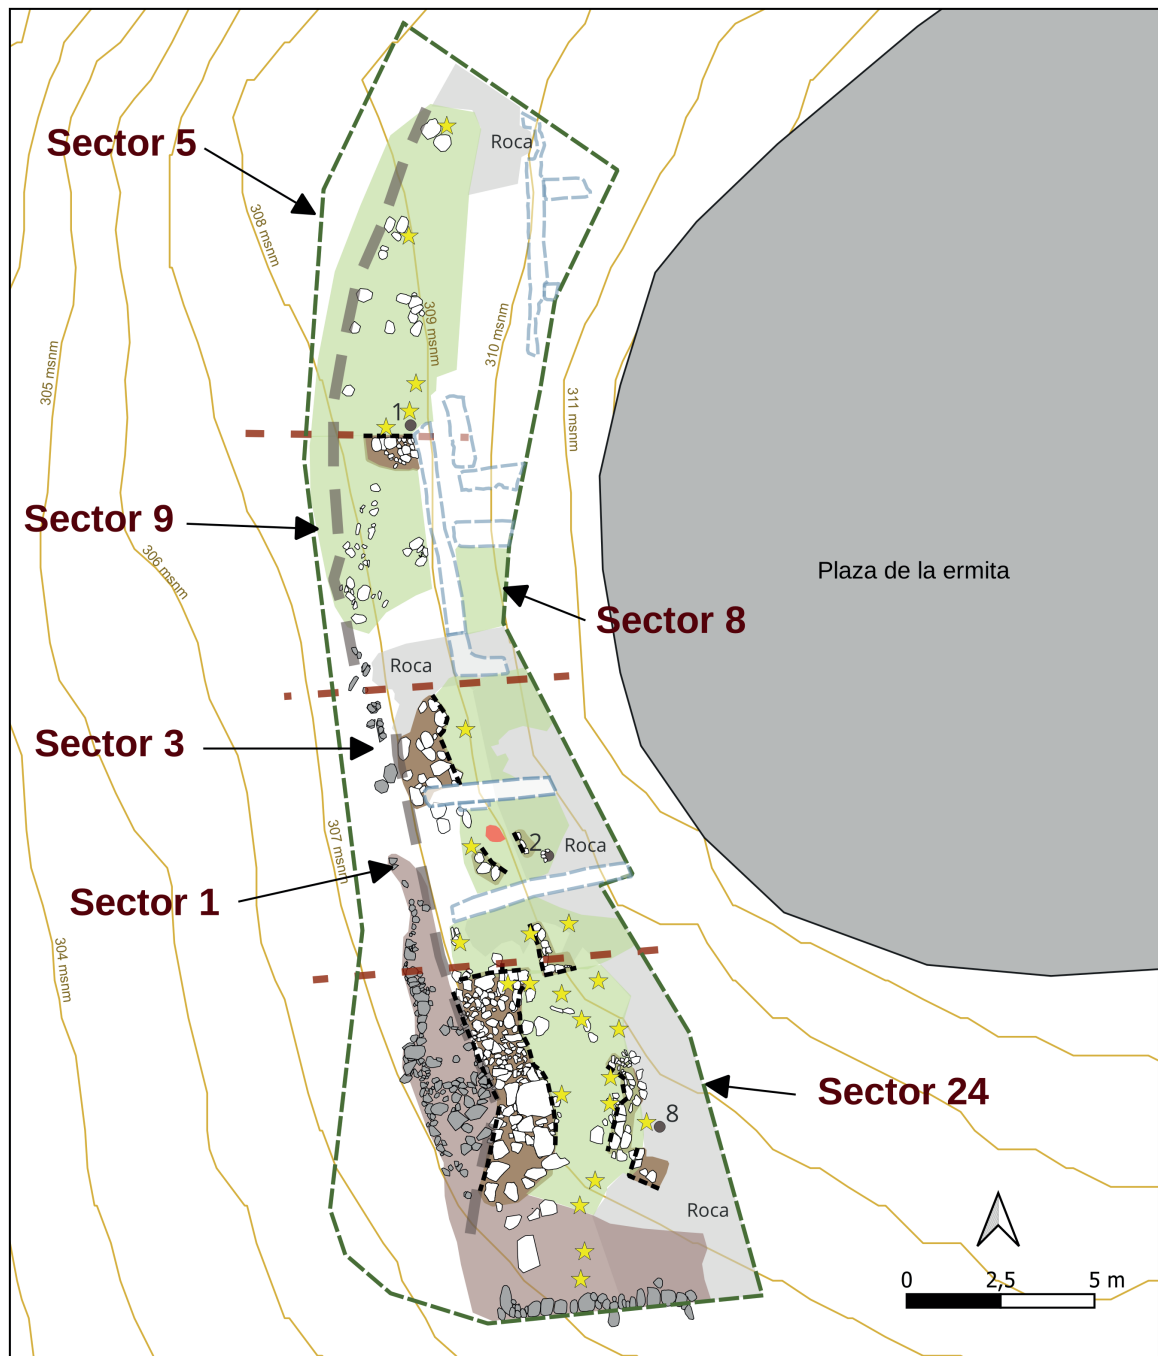 Roca
Sector 5
308 msnm
309 msnm
310 msnm
305 msnm
311 msnm
1
Sector 9
306 msnm
Plaza de la ermita
Sector 8
Roca
Sector 3
307 msnm
2
Roca
Sector 1
304 msnm
Sector 24
8
Roca
0 2,5 5 m